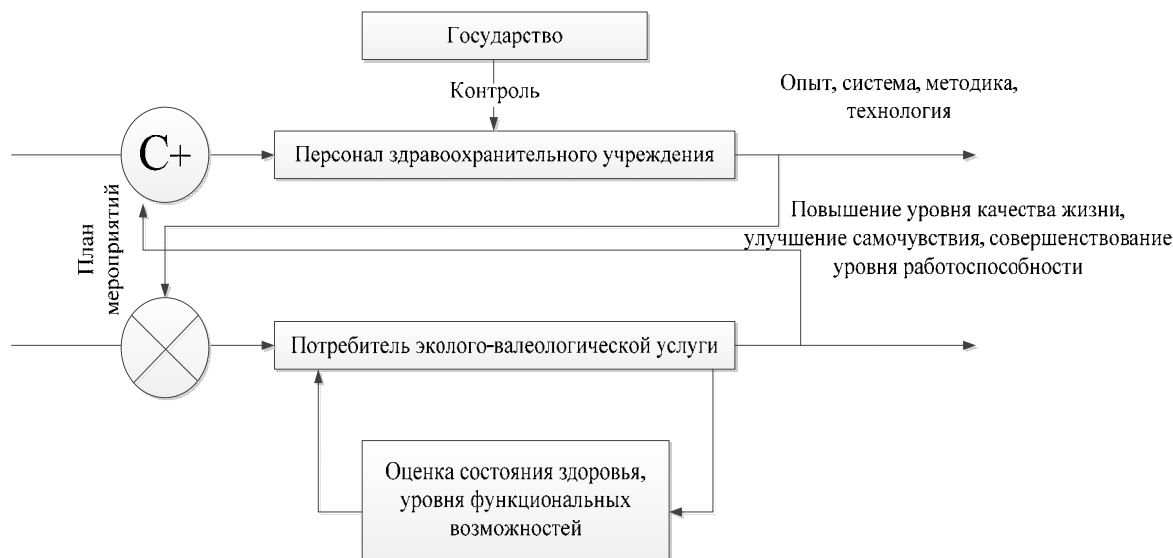 Государство
Контроль
Опыт, система, методика,
технология
С+
Персонал здравоохранительного учреждения
План
мероприятий
Повышение уровня качества жизни,
улучшение самочувствия, совершенствование
уровня работоспособности
Потребитель эколого-валеологической услуги
Оценка состояния здоровья,
уровня функциональных
возможностей